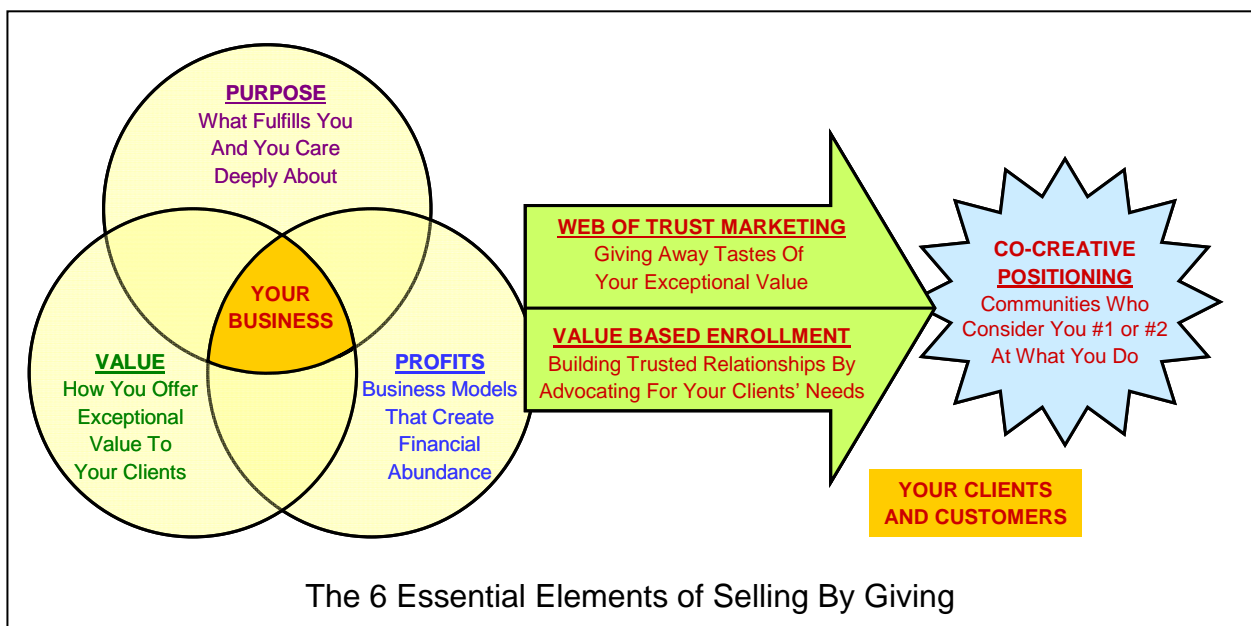 PURPOSE
What Fulfills You
And You Care
Deeply About
YOUR
BUSINESS
VALUE
How You Offer
Exceptional
Value To
Your Clients
PROFITS
Business Models
That Create
Financial
Abundance
WEB OF TRUST MARKETING
Giving Away Tastes Of
Your Exceptional Value
VALUE BASED ENROLLMENT
Building Trusted Relationships By
Advocating For Your Clients’ Needs
CO-CREATIVE
POSITIONING
Communities Who
Consider You #1 or #2
At What You Do
YOUR CLIENTS
AND CUSTOMERS
The 6 Essential Elements of Selling By Giving